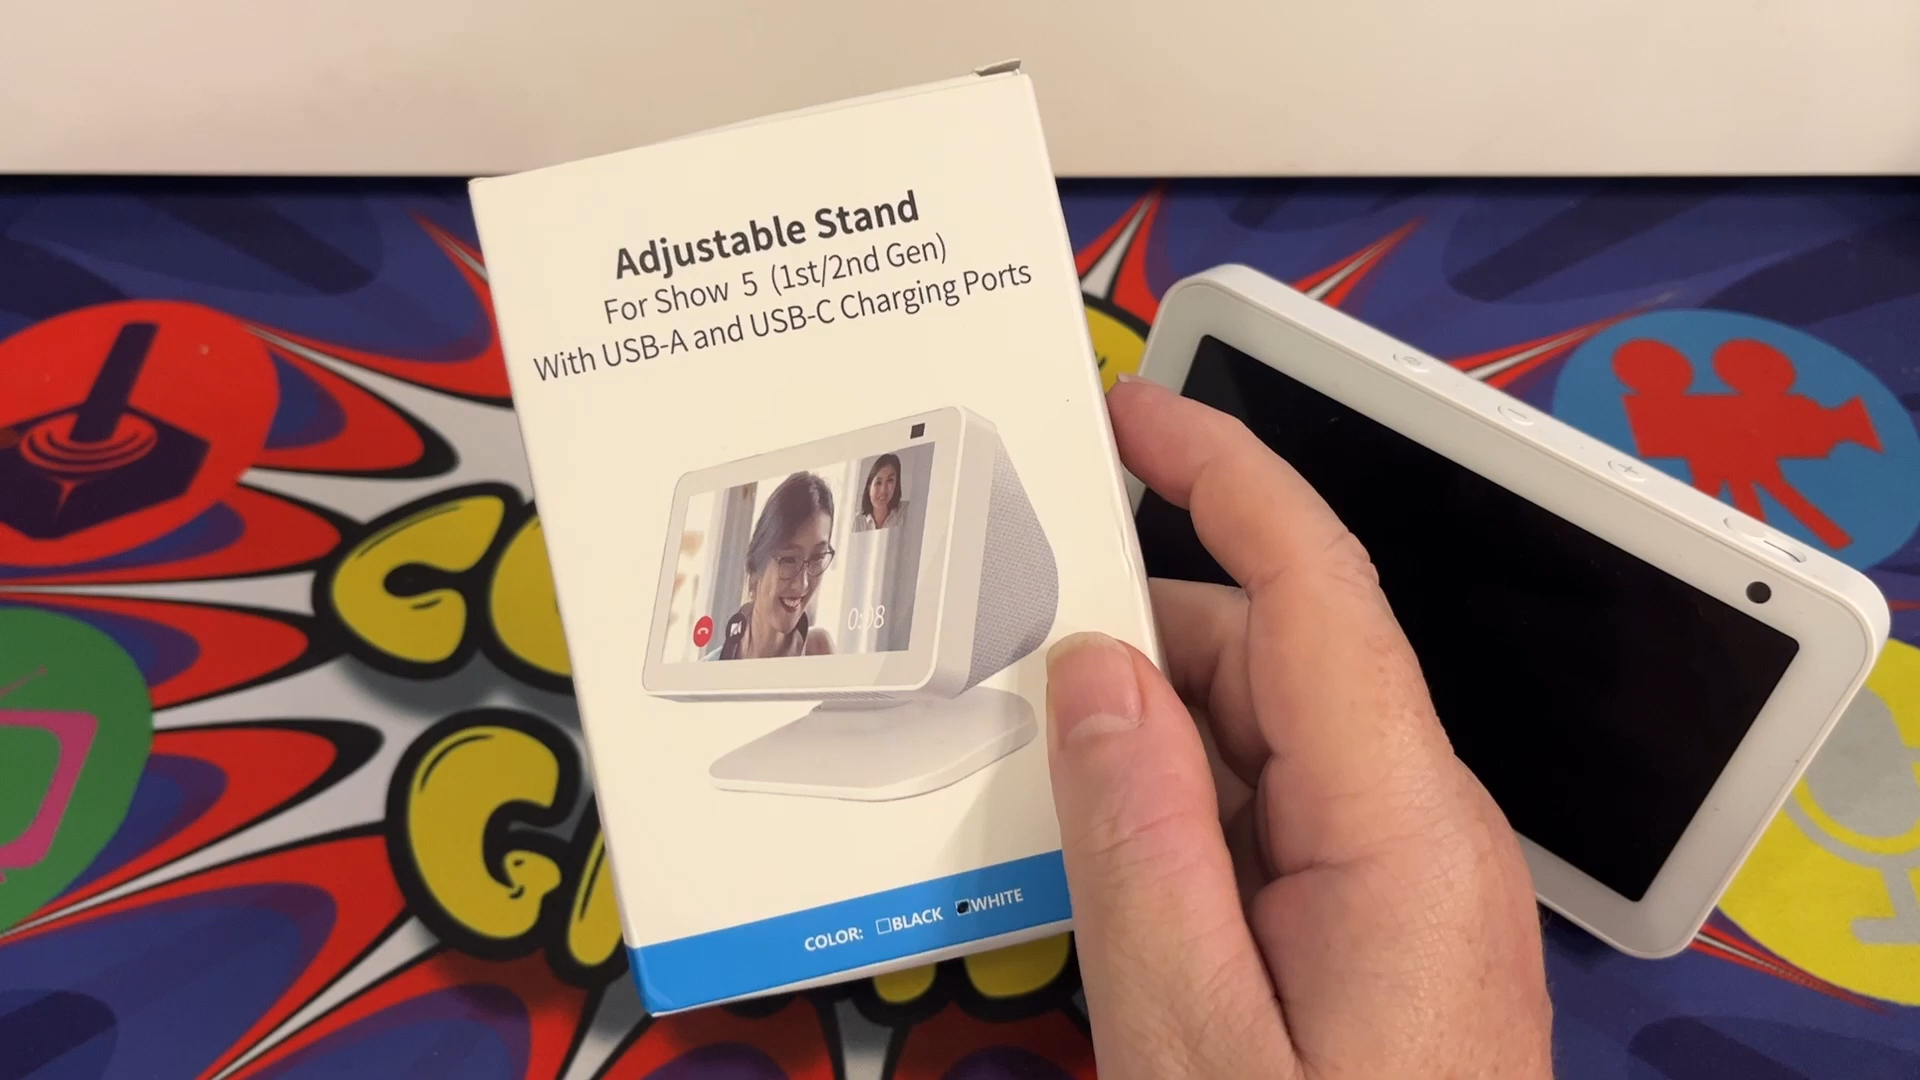 Adjustable Stand
For Show 5 (1st/2nd Gen)
With USB-A and USB-C Charging Ports
0:08
COLOR: ☐BLACK ☑WHITE